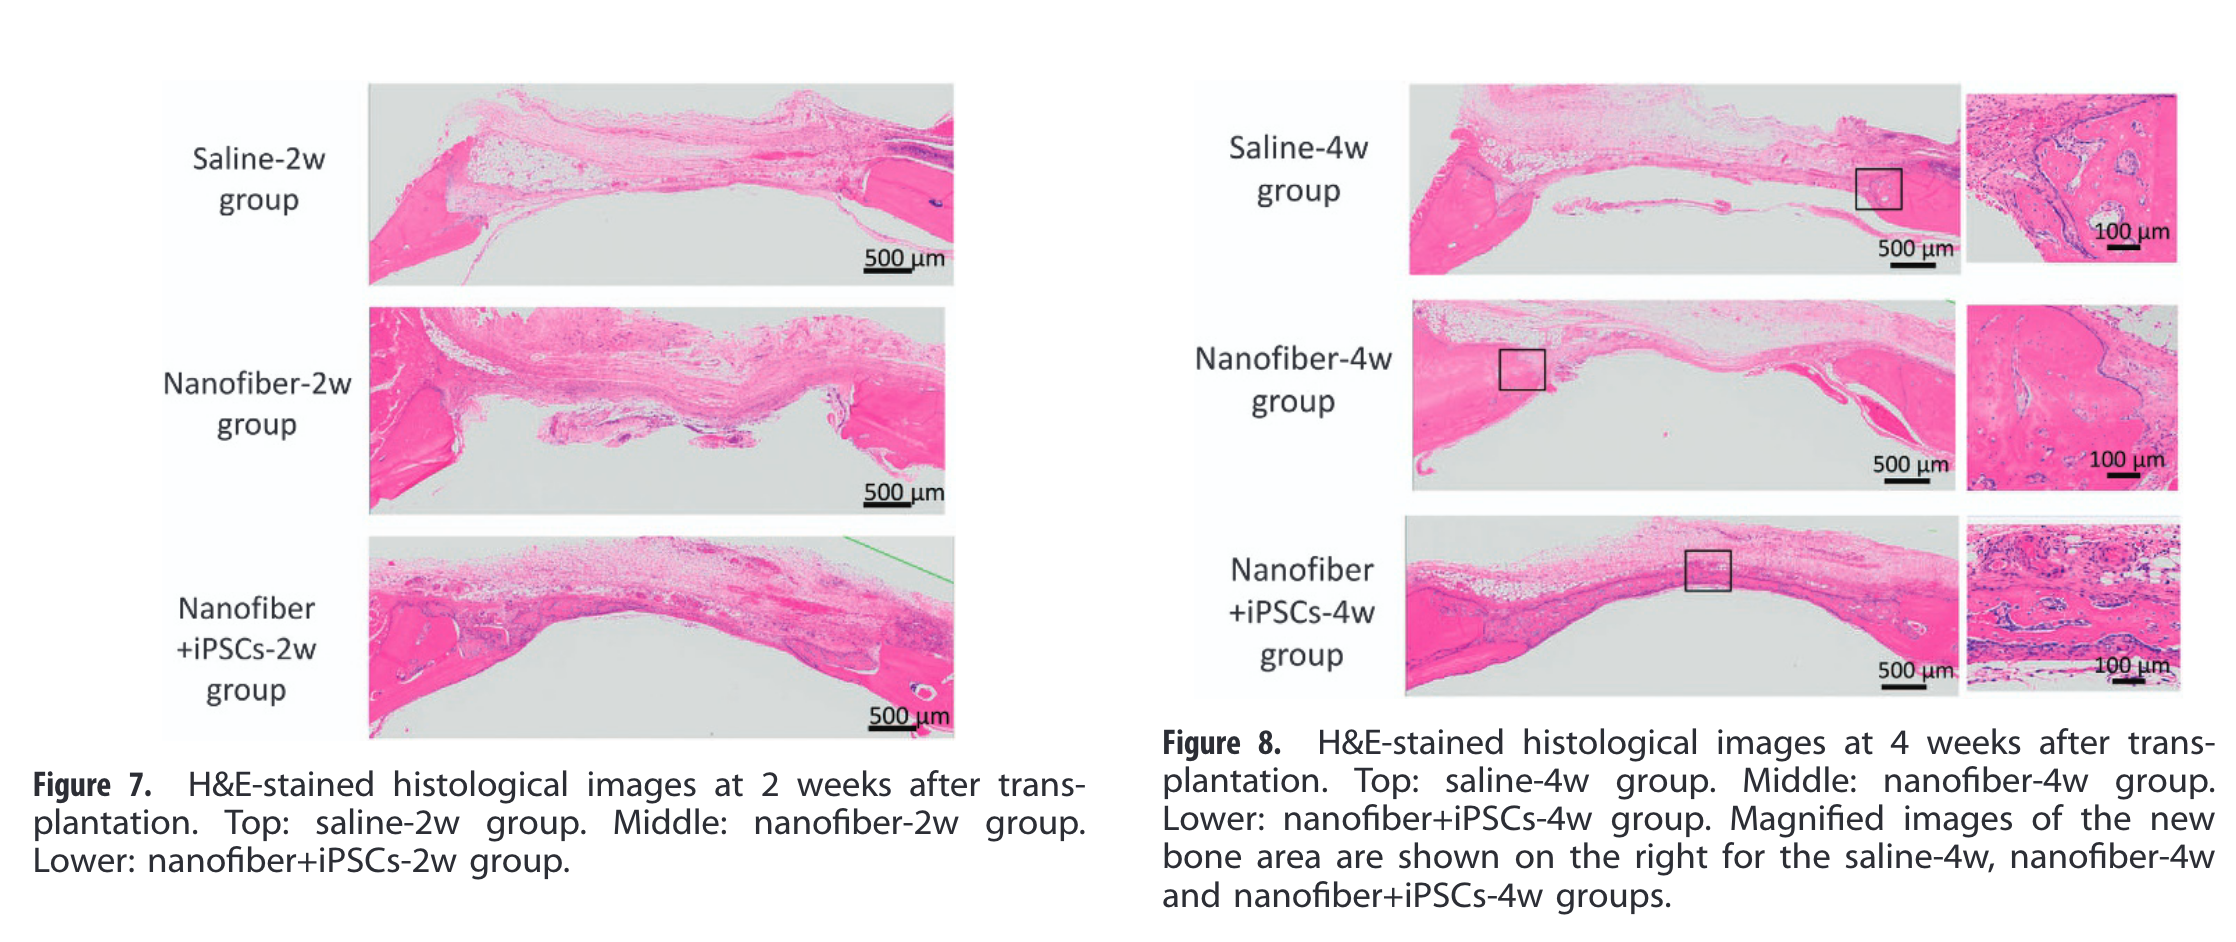 Saline-2w
group
500 µm
Nanofiber-2w
group
500 µm
Nanofiber
+iPSCs-2w
group
500 µm
Figure 7. H&E-stained histological images at 2 weeks after trans-
plantation. Top: saline-2w group. Middle: nanofiber-2w group.
Lower: nanofiber+iPSCs-2w group.
Saline-4w
group
500 µm
100 µm
Nanofiber-4w
group
500 µm
100 µm
Nanofiber
+iPSCs-4w
group
500 µm
100 µm
Figure 8. H&E-stained histological images at 4 weeks after trans-
plantation. Top: saline-4w group. Middle: nanofiber-4w group.
Lower: nanofiber+iPSCs-4w group. Magnified images of the new
bone area are shown on the right for the saline-4w, nanofiber-4w
and nanofiber+iPSCs-4w groups.